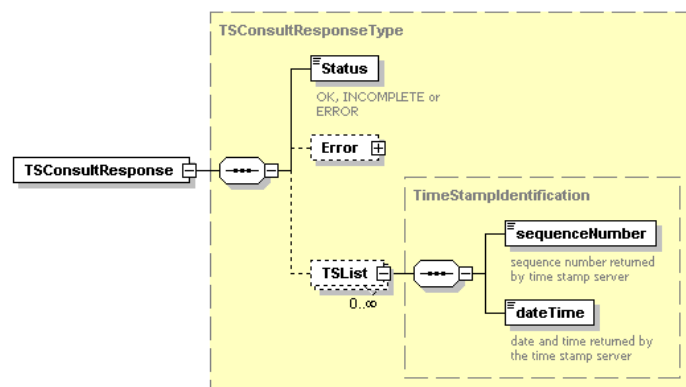 TSConsultResponseType
Status
OK, INCOMPLETE or
ERROR
Error
TSConsultResponse
TimeStampIdentification
sequenceNumber
sequence number returned
by time stamp server
TSList
0..∞
dateTime
date and time returned by
the time stamp server